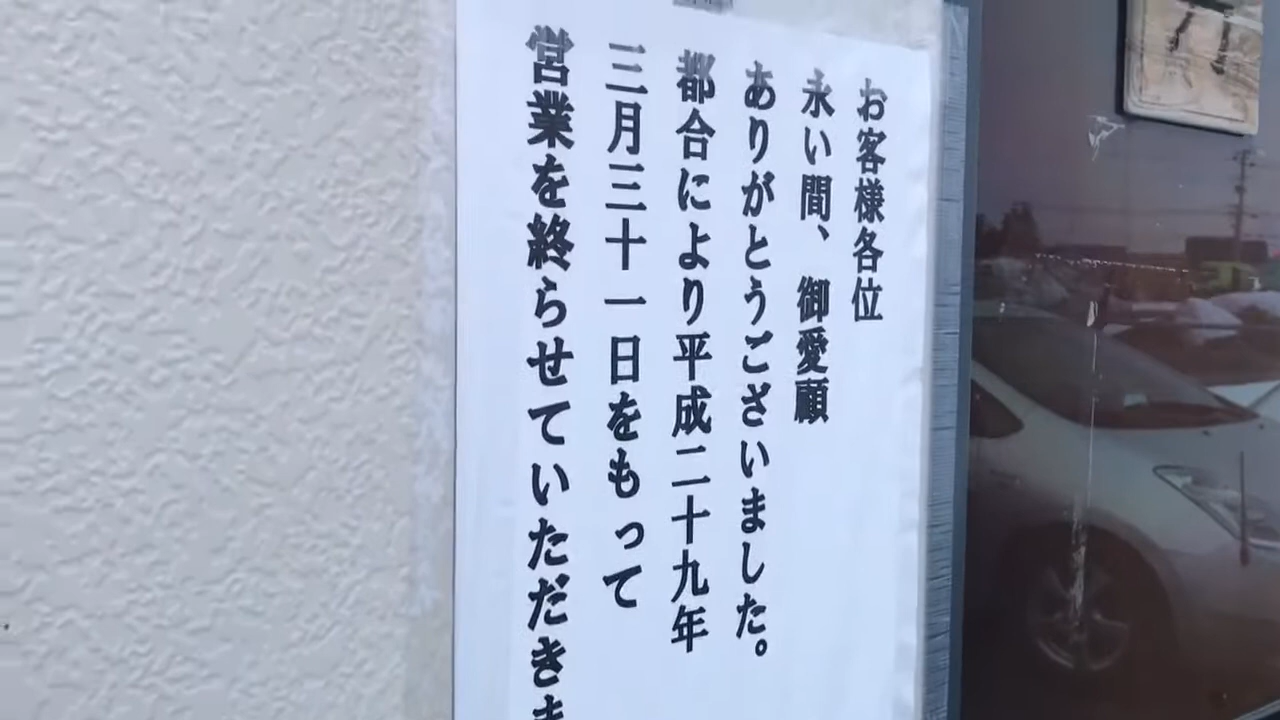 お客様各位
永い間、御愛顧
ありがとうございました。
都合により平成二十九年
三月三十一日をもって
営業を終らせていただきま